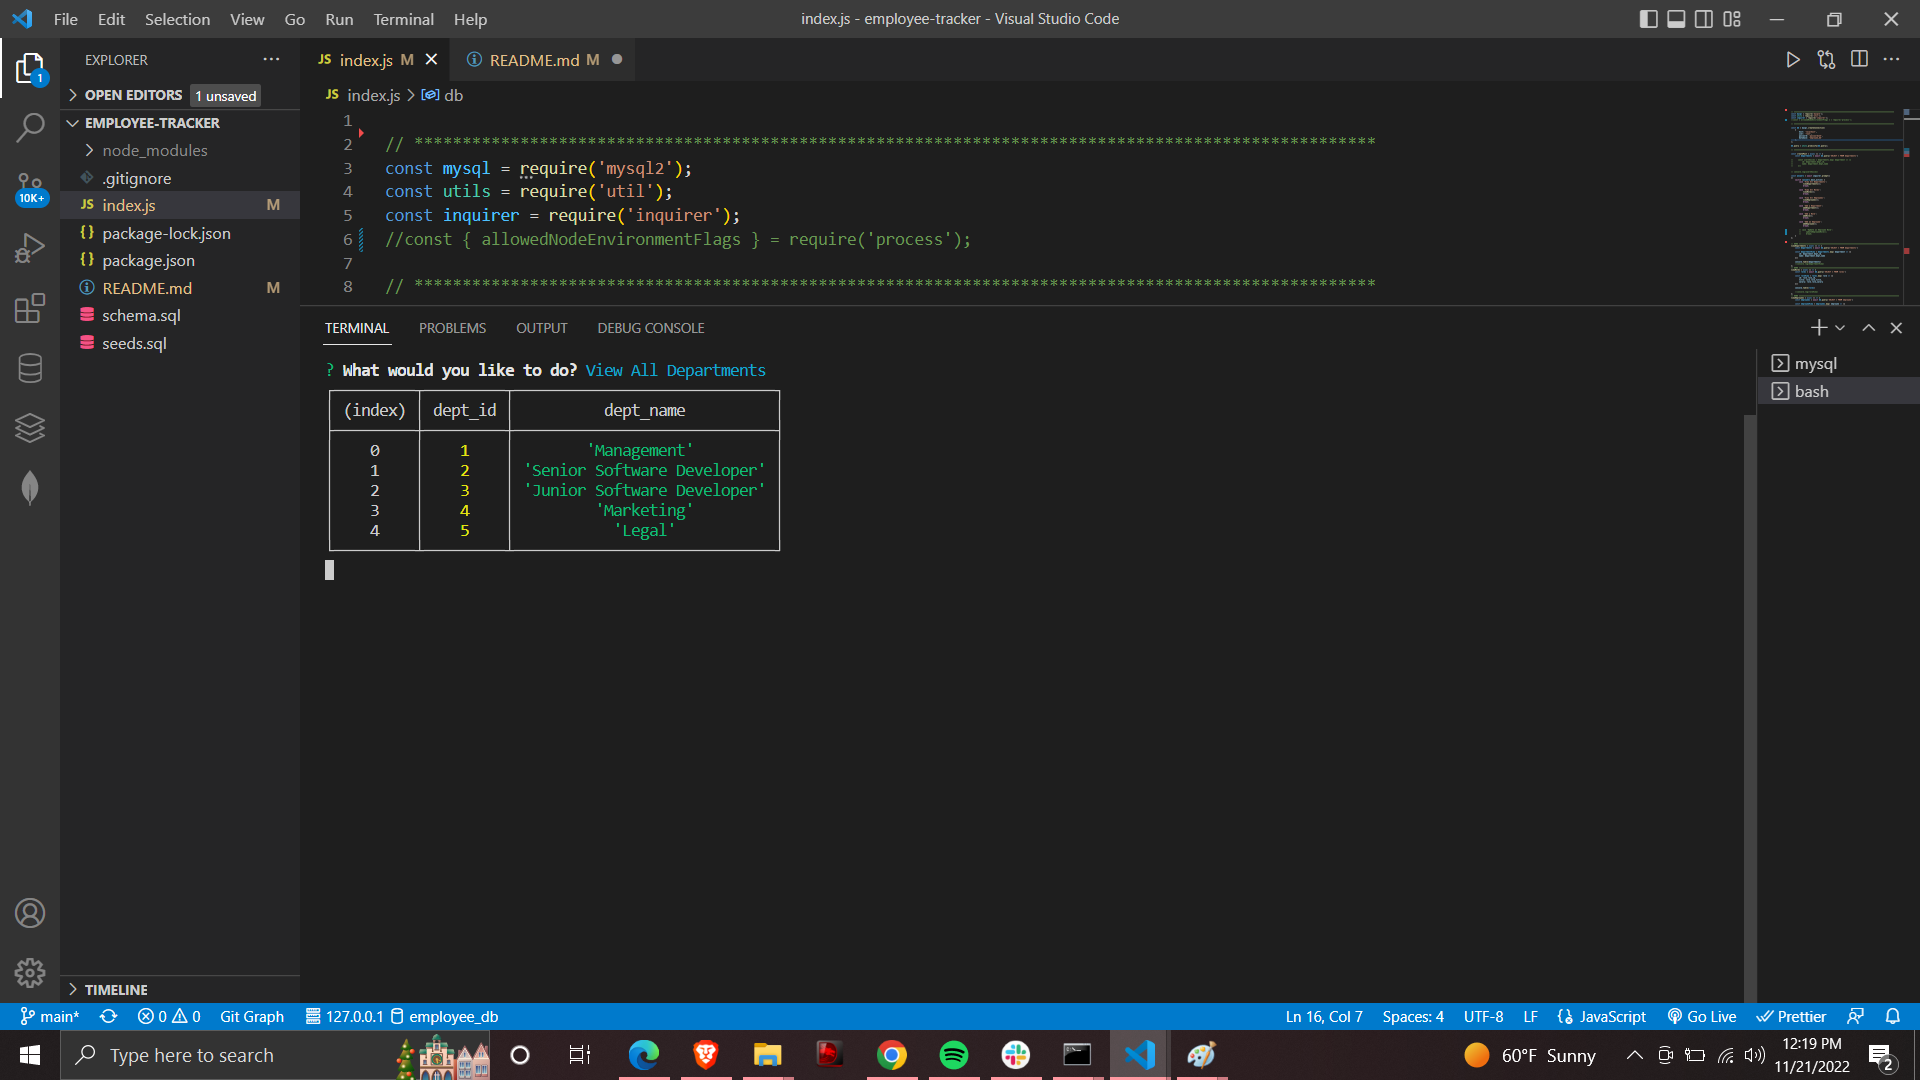 File Edit Selection View Go Run Terminal Help
index.js - employee-tracker - Visual Studio Code
EXPLORER
1
OPEN EDITORS 1 unsaved
EMPLOYEE-TRACKER
node_modules
.gitignore
10K+
JS index.js M
{} package-lock.json
{} package.json
README.md M
schema.sql
seeds.sql
TIMELINE
JS index.js M
README.md M
JS index.js > db
1
2 // ****************************************************************************************************
3 const mysql = require('mysql2');
4 const utils = require('util');
5 const inquirer = require('inquirer');
6 //const { allowedNodeEnvironmentFlags } = require('process');
7
8 // ****************************************************************************************************
TERMINAL PROBLEMS OUTPUT DEBUG CONSOLE
? What would you like to do? View All Departments
(index) dept_id dept_name
0 1 'Management'
1 2 'Senior Software Developer'
2 3 'Junior Software Developer'
3 4 'Marketing'
4 5 'Legal'
mysql
bash
main* 0 0 Git Graph 127.0.0.1 employee_db
Ln 16, Col 7 Spaces: 4 UTF-8 LF {} JavaScript Go Live Prettier
Type here to search
60°F Sunny
12:19 PM
11/21/2022
2